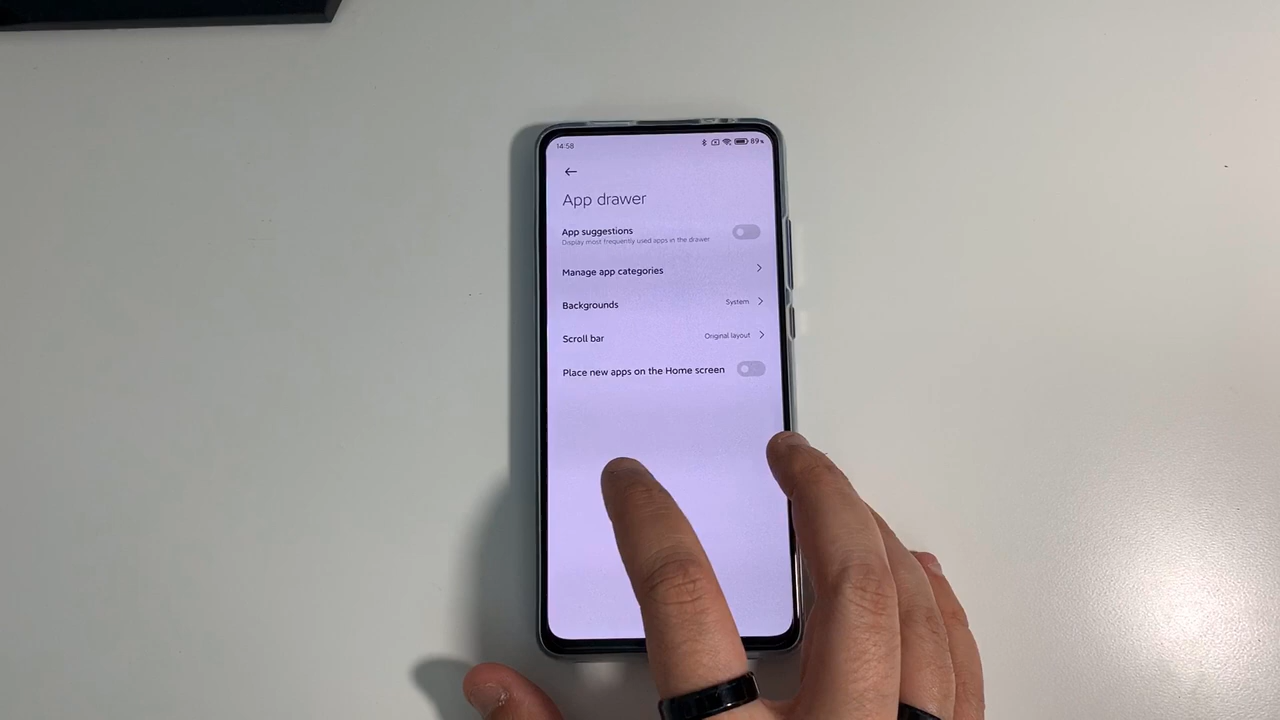 14:58
89%
App drawer
App suggestions
Display most frequently used apps in the drawer
Manage app categories
Backgrounds System
Scroll bar Original layout
Place new apps on the Home screen